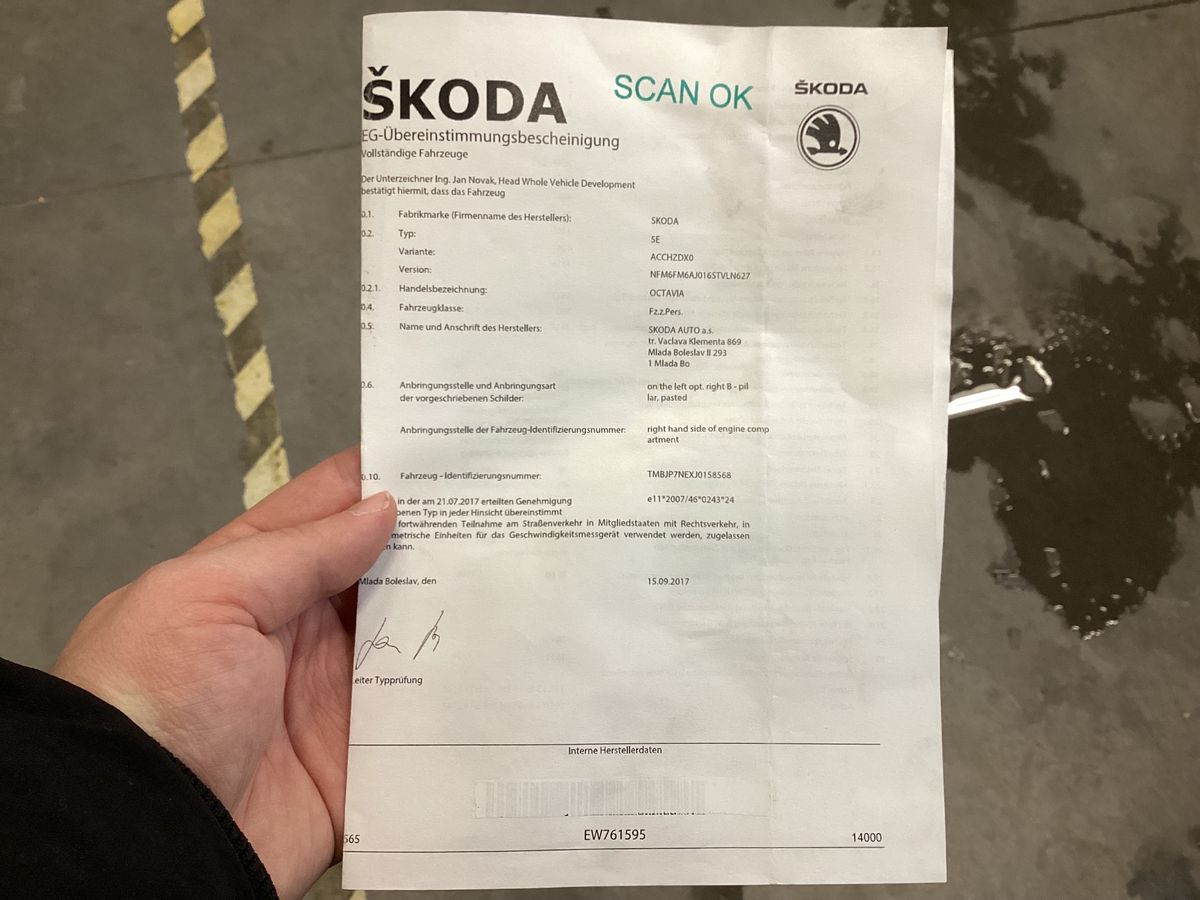 ŠKODA
SCAN OK
ŠKODA
EG-Übereinstimmungsbescheinigung
Vollständige Fahrzeuge
Der Unterzeichner Ing. Jan Novak, Head Whole Vehicle Development
bestätigt hiermit, dass das Fahrzeug
0.1. Fabrikmarke (Firmenname des Herstellers): SKODA
0.2. Typ: 5E
Variante: ACCHZDX0
Version: NFM6FM6AJ016STVLN627
0.2.1. Handelsbezeichnung: OCTAVIA
0.4. Fahrzeugklasse: Fz.z.Pers.
0.5: Name und Anschrift des Herstellers: SKODA AUTO a.s.
tr. Vaclava Klementa 869
Mlada Boleslav II 293
1 Mlada Bo
0.6. Anbringungsstelle und Anbringungsart on the left opt. right B - pil
der vorgeschriebenen Schilder: lar, pasted
Anbringungsstelle der Fahrzeug-Identifizierungsnummer: right hand side of engine comp
artment
0.10. Fahrzeug - Identifizierungsnummer: TMBJP7NEXJ0158568
in der am 21.07.2017 erteilten Genehmigung e11*2007/46*0243*24
benen Typ in jeder Hinsicht übereinstimmt
fortwährenden Teilnahme am Straßenverkehr in Mitgliedstaaten mit Rechtsverkehr, in
metrische Einheiten für das Geschwindigkeitsmessgerät verwendet werden, zugelassen
n kann.
Mlada Boleslav, den 15.09.2017
Leiter Typprüfung
Interne Herstellerdaten
565 EW761595 14000